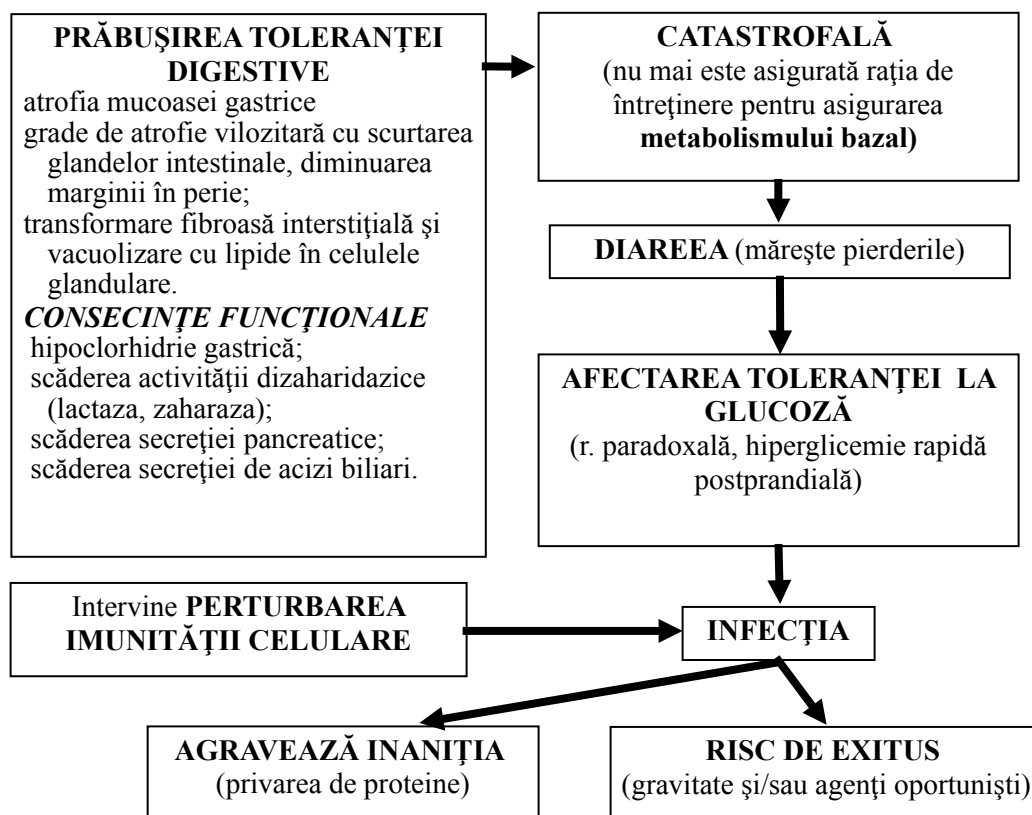 PRĂBUŞIREA TOLERANŢEI
DIGESTIVE
atrofia mucoasei gastrice
grade de atrofie vilozitară cu scurtarea
glandelor intestinale, diminuarea
marginii în perie;
transformare fibroasă interstiţială şi
vacuolizare cu lipide în celulele
glandulare.
CONSECINŢE FUNCŢIONALE
hipoclorhidrie gastrică;
scăderea activităţii dizaharidazice
(lactaza, zaharaza);
scăderea secreţiei pancreatice;
scăderea secreţiei de acizi biliari.
CATASTROFALĂ
(nu mai este asigurată raţia de
întreţinere pentru asigurarea
metabolismului bazal)
DIAREEA (măreşte pierderile)
AFECTAREA TOLERANŢEI LA
GLUCOZĂ
(r. paradoxală, hiperglicemie rapidă
postprandială)
Intervine PERTURBAREA
IMUNITĂŢII CELULARE
INFECŢIA
AGRAVEAZĂ INANIŢIA
(privarea de proteine)
RISC DE EXITUS
(gravitate şi/sau agenţi oportunişti)